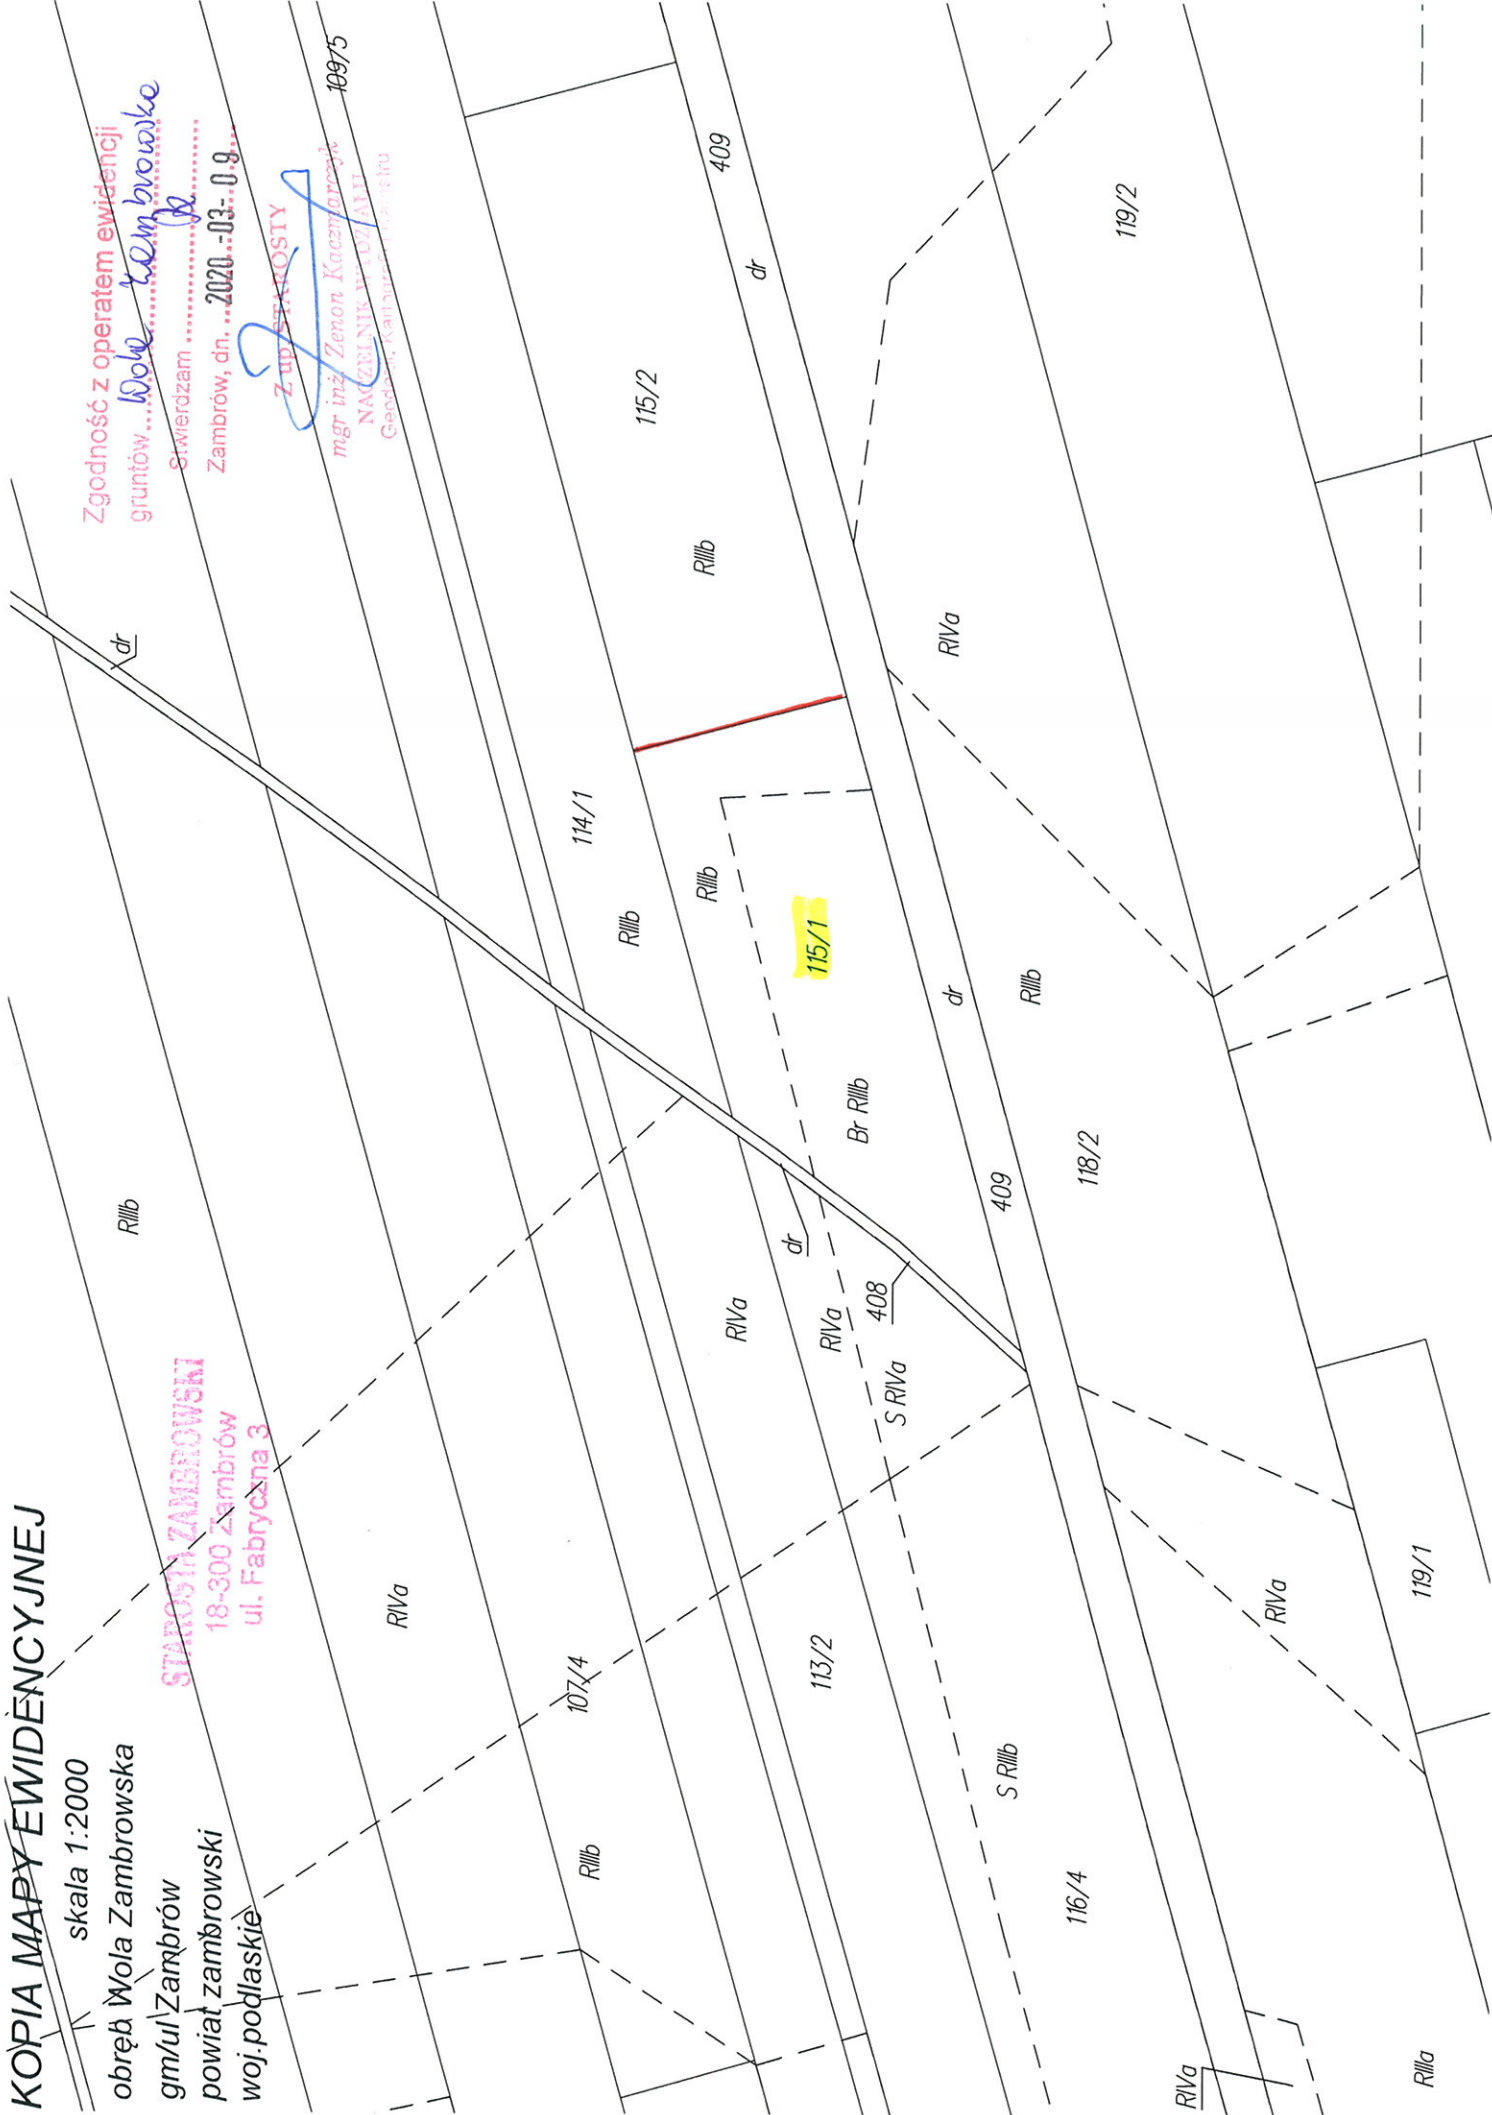 KOPIA MAPY EWIDENCYJNEJ
skala 1:2000
obręb Wola Zambrowska
gm/ul Zambrów
powiat zambrowski
woj.podlaskie
STAROSTA ZAMBROWSKI
18-300 Zambrów
ul. Fabryczna 3
Zgodność z operatem ewidencji
gruntów Wola Zambrowska
Stwierdzam
Zambrów, dn. 2020 -03- 09
Z up. STAROSTY
mgr inż. Zenon Kaczmarczyk
NACZELNIK WYDZIAŁU
109/5
dr
RIIIb
RIVa
107/4
RIIIb
114/1
RIIIb
115/2
RIIIb
409
dr
RIIIb
115/1
Br RIIIb
dr
408
RIVa
RIVa
S RIVa
113/2
S RIIIb
116/4
dr
409
RIIIb
118/2
RIVa
119/2
RIVa
119/1
RIVa
RIIIa